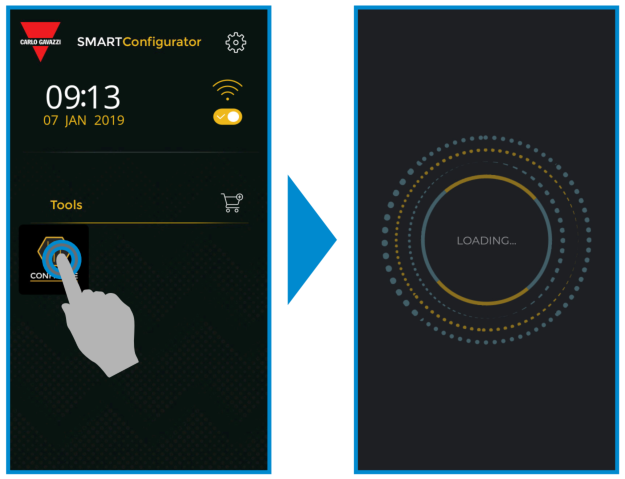 CARLO GAVAZZI
SMARTConfigurator
09:13
07 JAN 2019
Tools
LOADING...